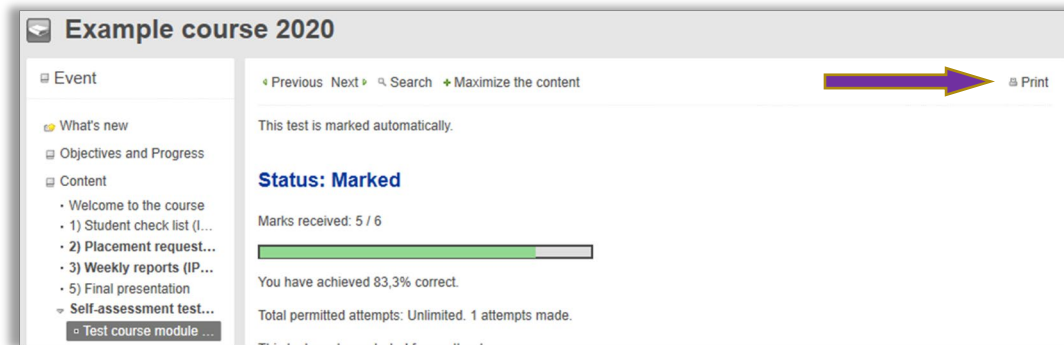 Example course 2020
Event
What's new
Objectives and Progress
Content
Welcome to the course
1) Student check list (I...
2) Placement request...
3) Weekly reports (IP...
5) Final presentation
Self-assessment test...
Test course module ...
Previous Next Search Maximize the content Print
This test is marked automatically.
Status: Marked
Marks received: 5 / 6
You have achieved 83,3% correct.
Total permitted attempts: Unlimited. 1 attempts made.